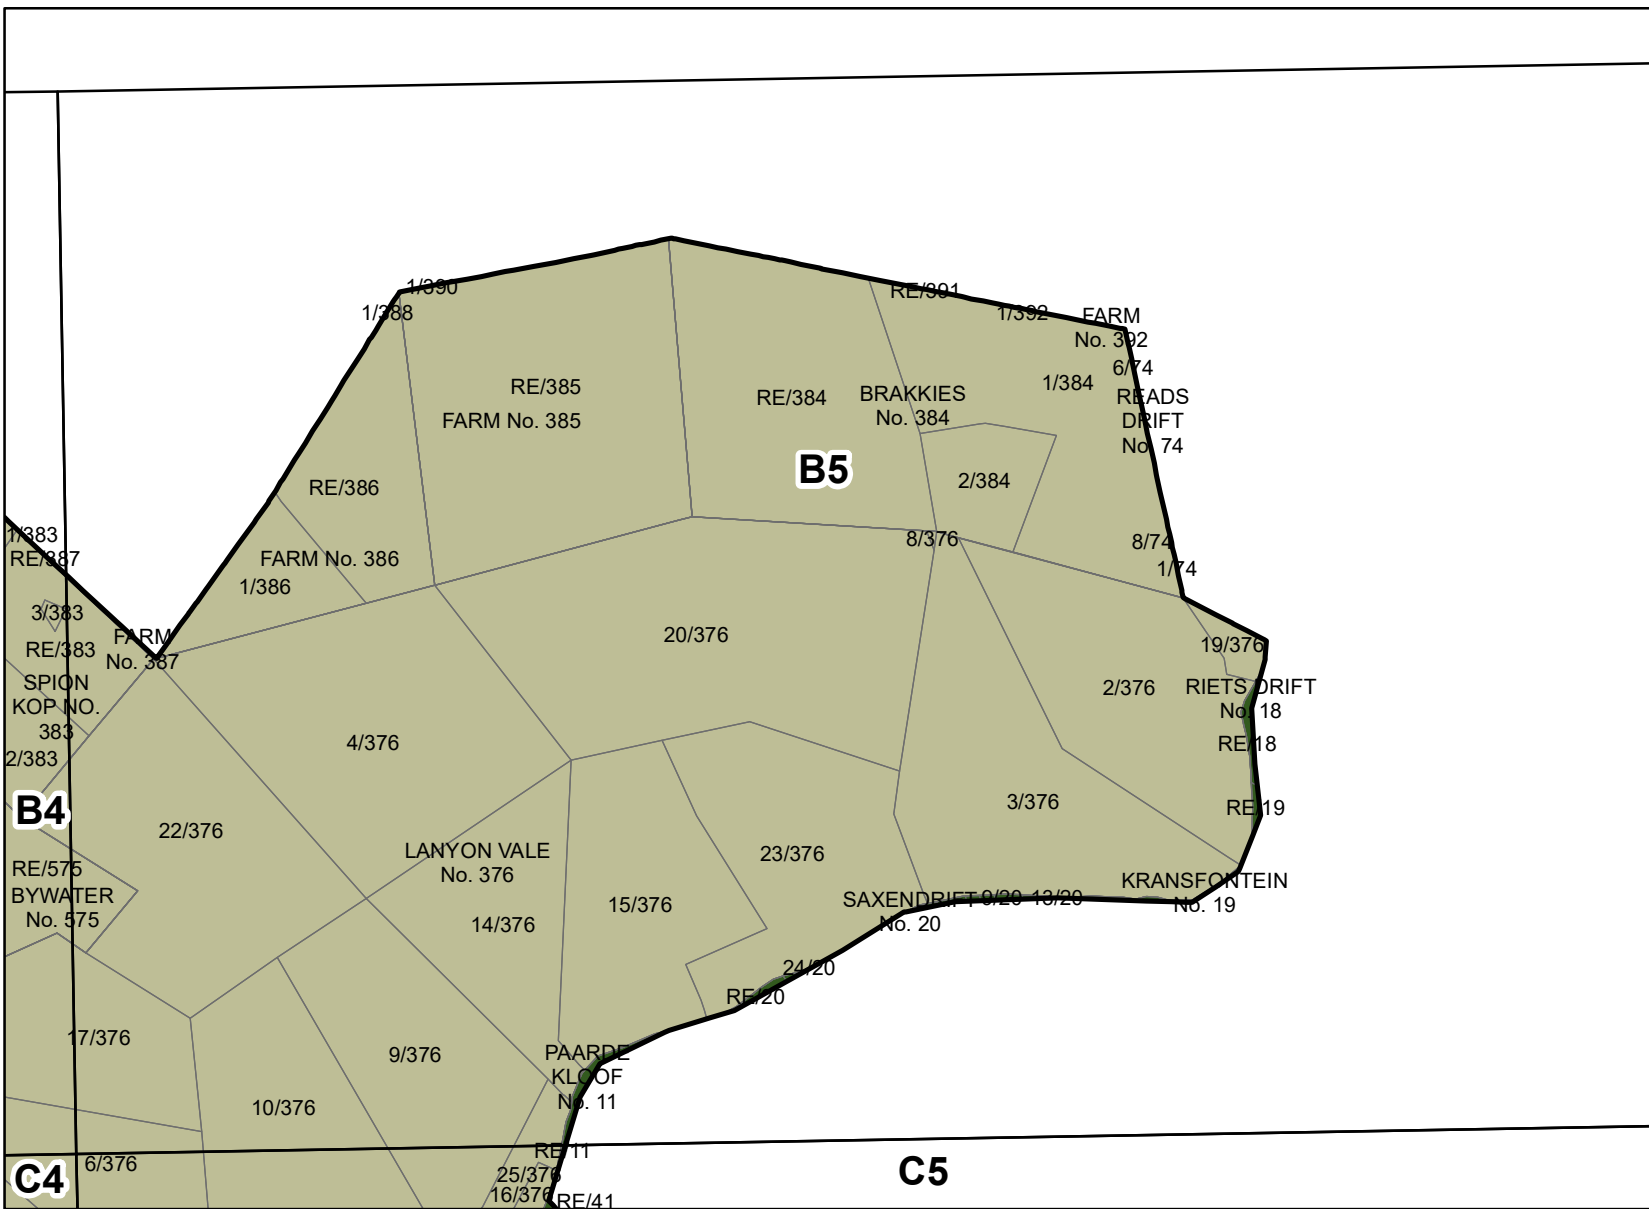 1/390
1/388
RE/391
1/392
FARM
No. 392
6/74
1/384
READS
DRIFT
No. 74
RE/385
FARM No. 385
RE/384
BRAKKIES
No. 384
B5
2/384
RE/386
FARM No. 386
1/386
8/376
8/74
1/74
1/383
RE/387
3/383
RE/383
FARM
No. 387
SPION
KOP NO.
383
2/383
B4
20/376
19/376
2/376
RIETS DRIFT
No. 18
RE/18
RE/19
4/376
3/376
22/376
LANYON VALE
No. 376
23/376
RE/575
BYWATER
No. 575
14/376
15/376
SAXENDRIFT
No. 20
9/20
13/20
KRANSFONTEIN
No. 19
24/20
RE/20
17/376
9/376
PAARDE
KLOOF
No. 11
10/376
RE/11
6/376
25/376
16/376
RE/41
C4
C5